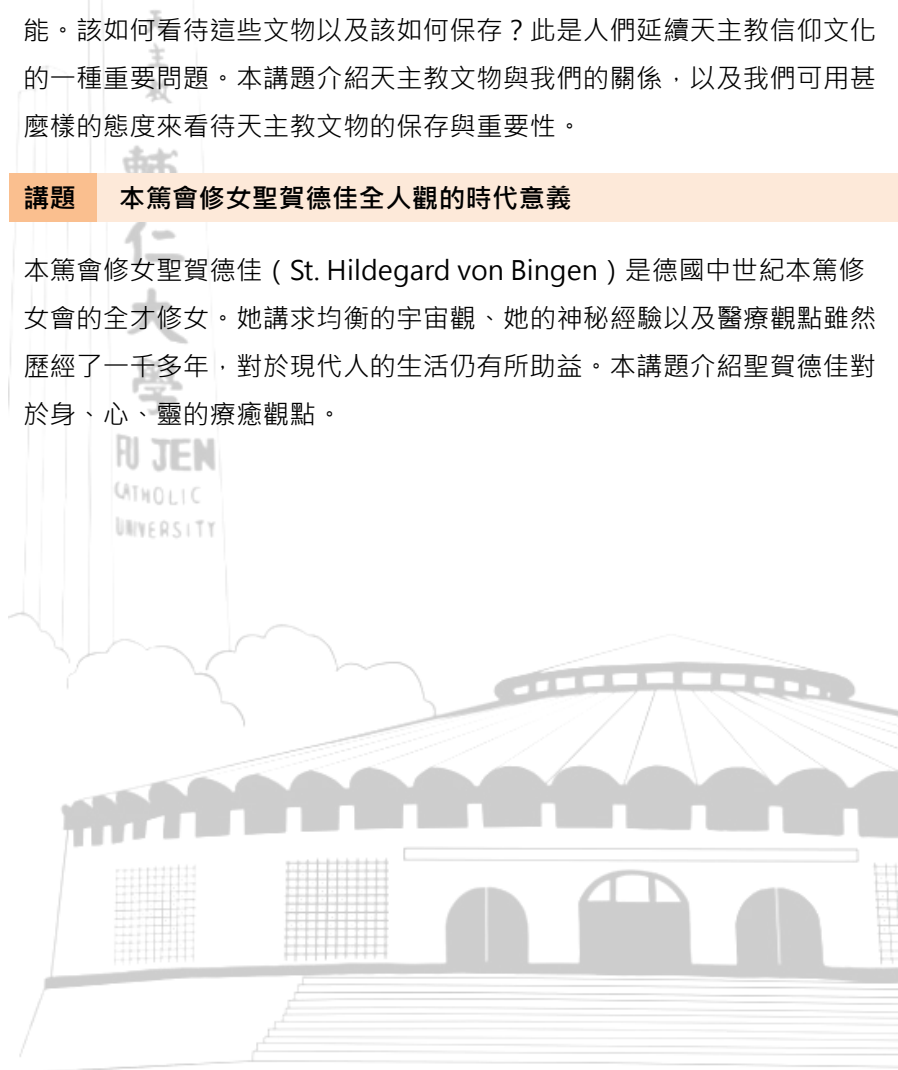 能。該如何看待這些文物以及該如何保存？此是人們延續天主教信仰文化
的一種重要問題。本講題介紹天主教文物與我們的關係，以及我們可用甚
麼樣的態度來看待天主教文物的保存與重要性。
講題 本篤會修女聖賀德佳全人觀的時代意義
本篤會修女聖賀德佳（St. Hildegard von Bingen）是德國中世紀本篤修
女會的全才修女。她講求均衡的宇宙觀、她的神秘經驗以及醫療觀點雖然
歷經了一千多年，對於現代人的生活仍有所助益。本講題介紹聖賀德佳對
於身、心、靈的療癒觀點。
天主教
輔仁大學
FU JEN
CATHOLIC
UNIVERSITY